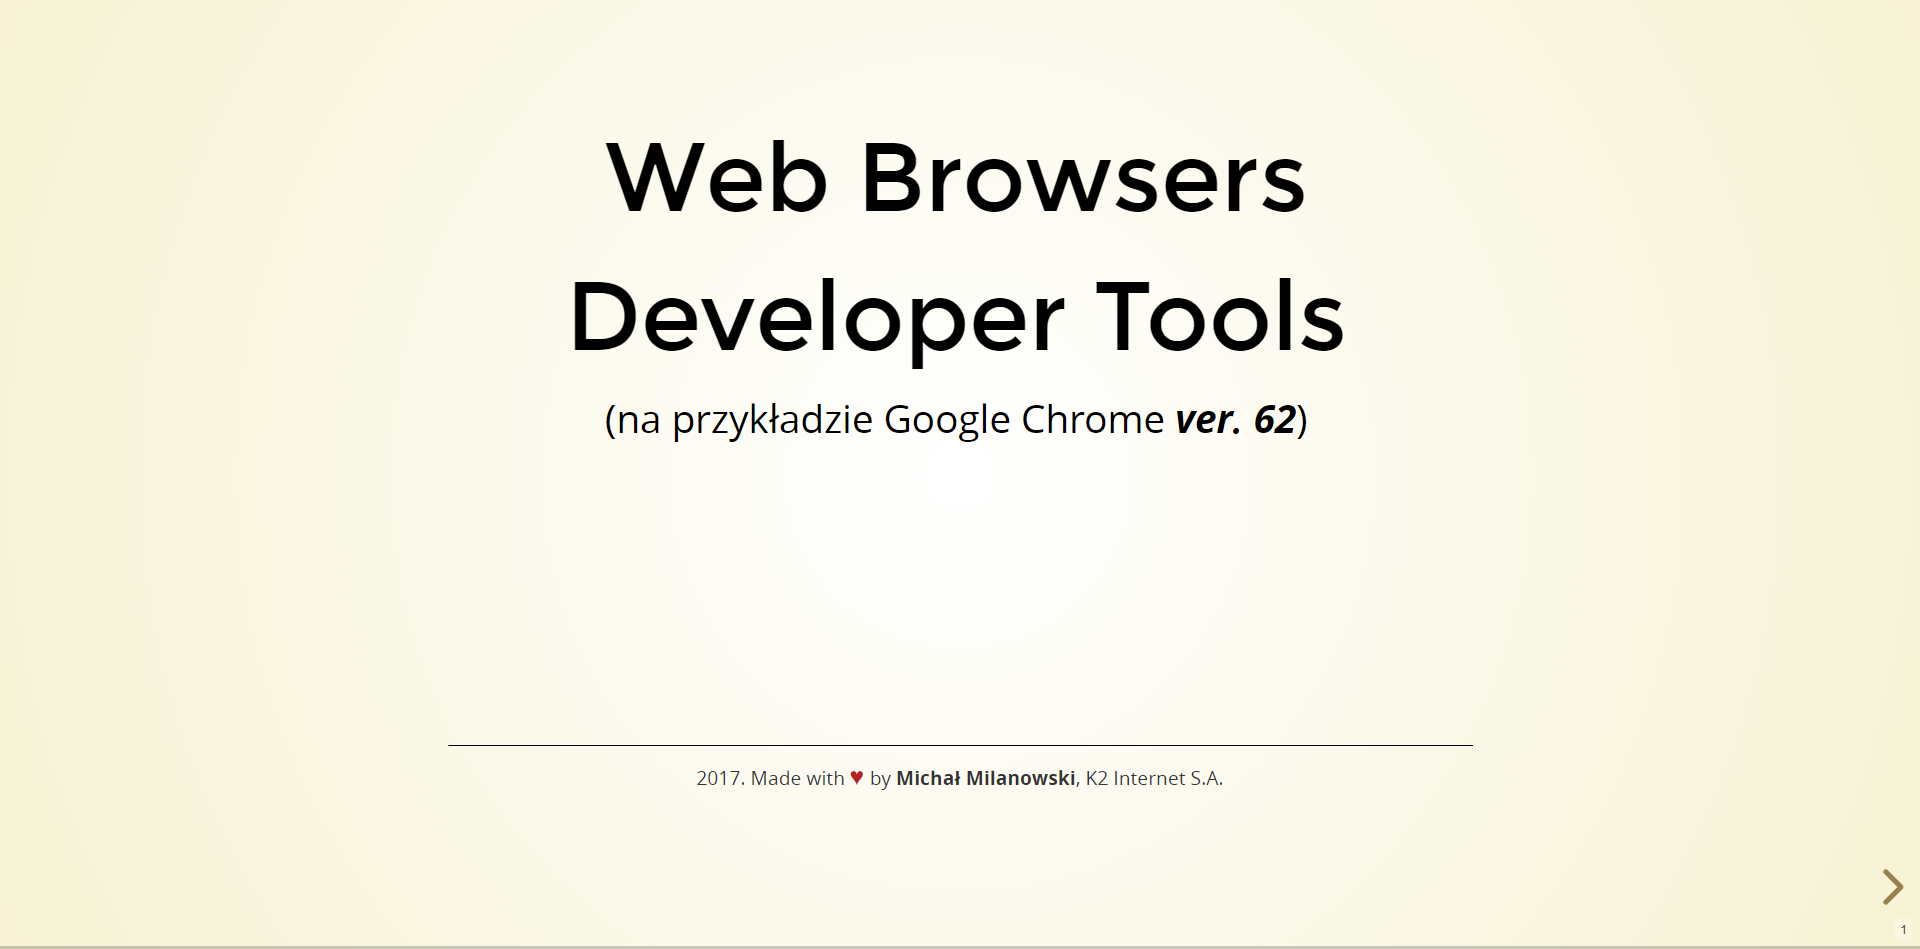 Web Browsers
Developer Tools
(na przykładzie Google Chrome ver. 62)
2017. Made with ♥ by Michał Milanowski, K2 Internet S.A.
1